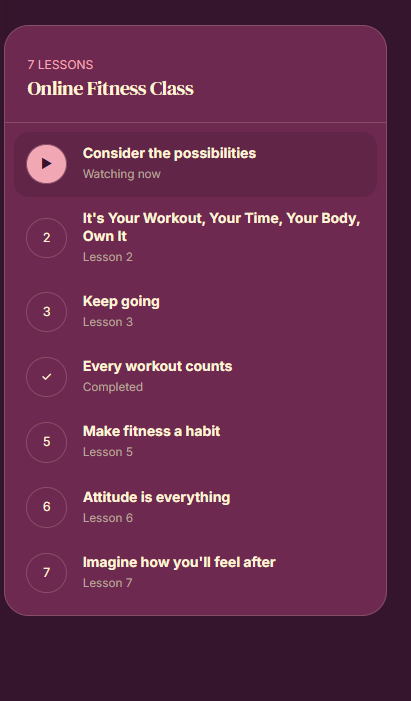 7 LESSONS
Online Fitness Class
Consider the possibilities
Watching now
2
It's Your Workout, Your Time, Your Body,
Own It
Lesson 2
3
Keep going
Lesson 3
✓
Every workout counts
Completed
5
Make fitness a habit
Lesson 5
6
Attitude is everything
Lesson 6
7
Imagine how you'll feel after
Lesson 7